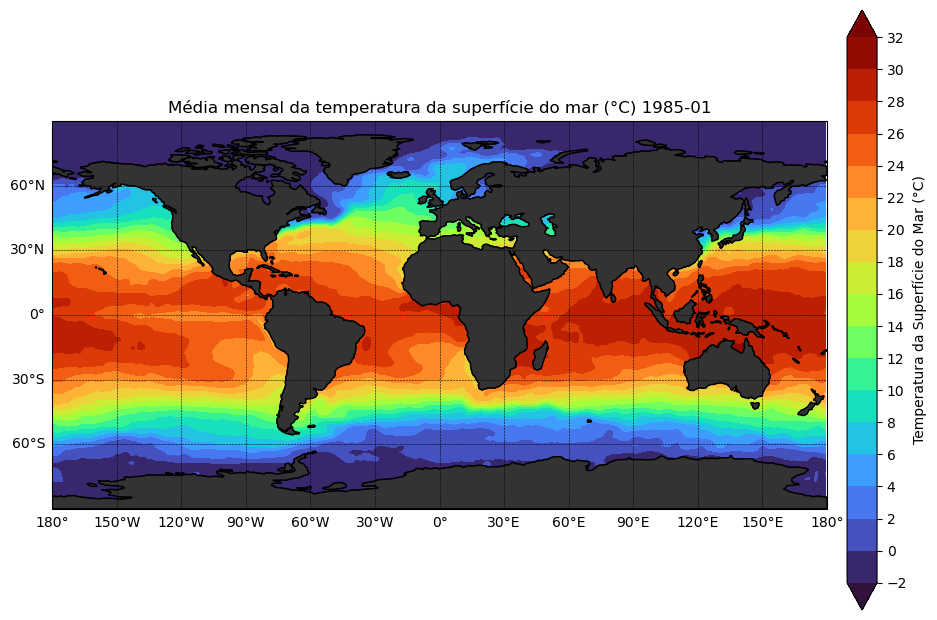 Média mensal da temperatura da superfície do mar (°C) 1985-01
60°N
30°N
0°
30°S
60°S
180° 150°W 120°W 90°W 60°W 30°W 0° 30°E 60°E 90°E 120°E 150°E 180°
32
30
28
26
24
22
20
18
16
14
12
10
8
6
4
2
0
−2
Temperatura da Superfície do Mar (°C)